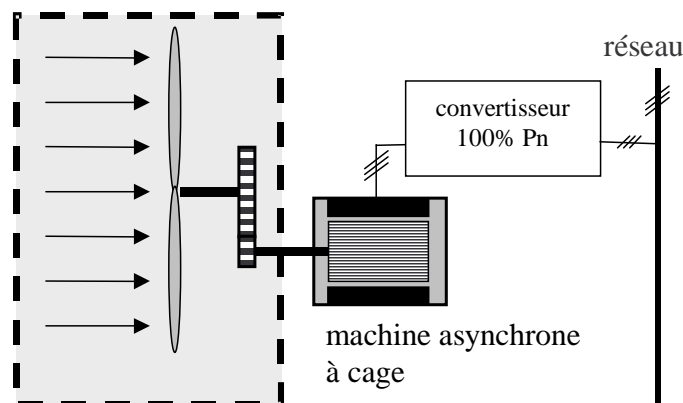 réseau
convertisseur
100% Pn
machine asynchrone
à cage